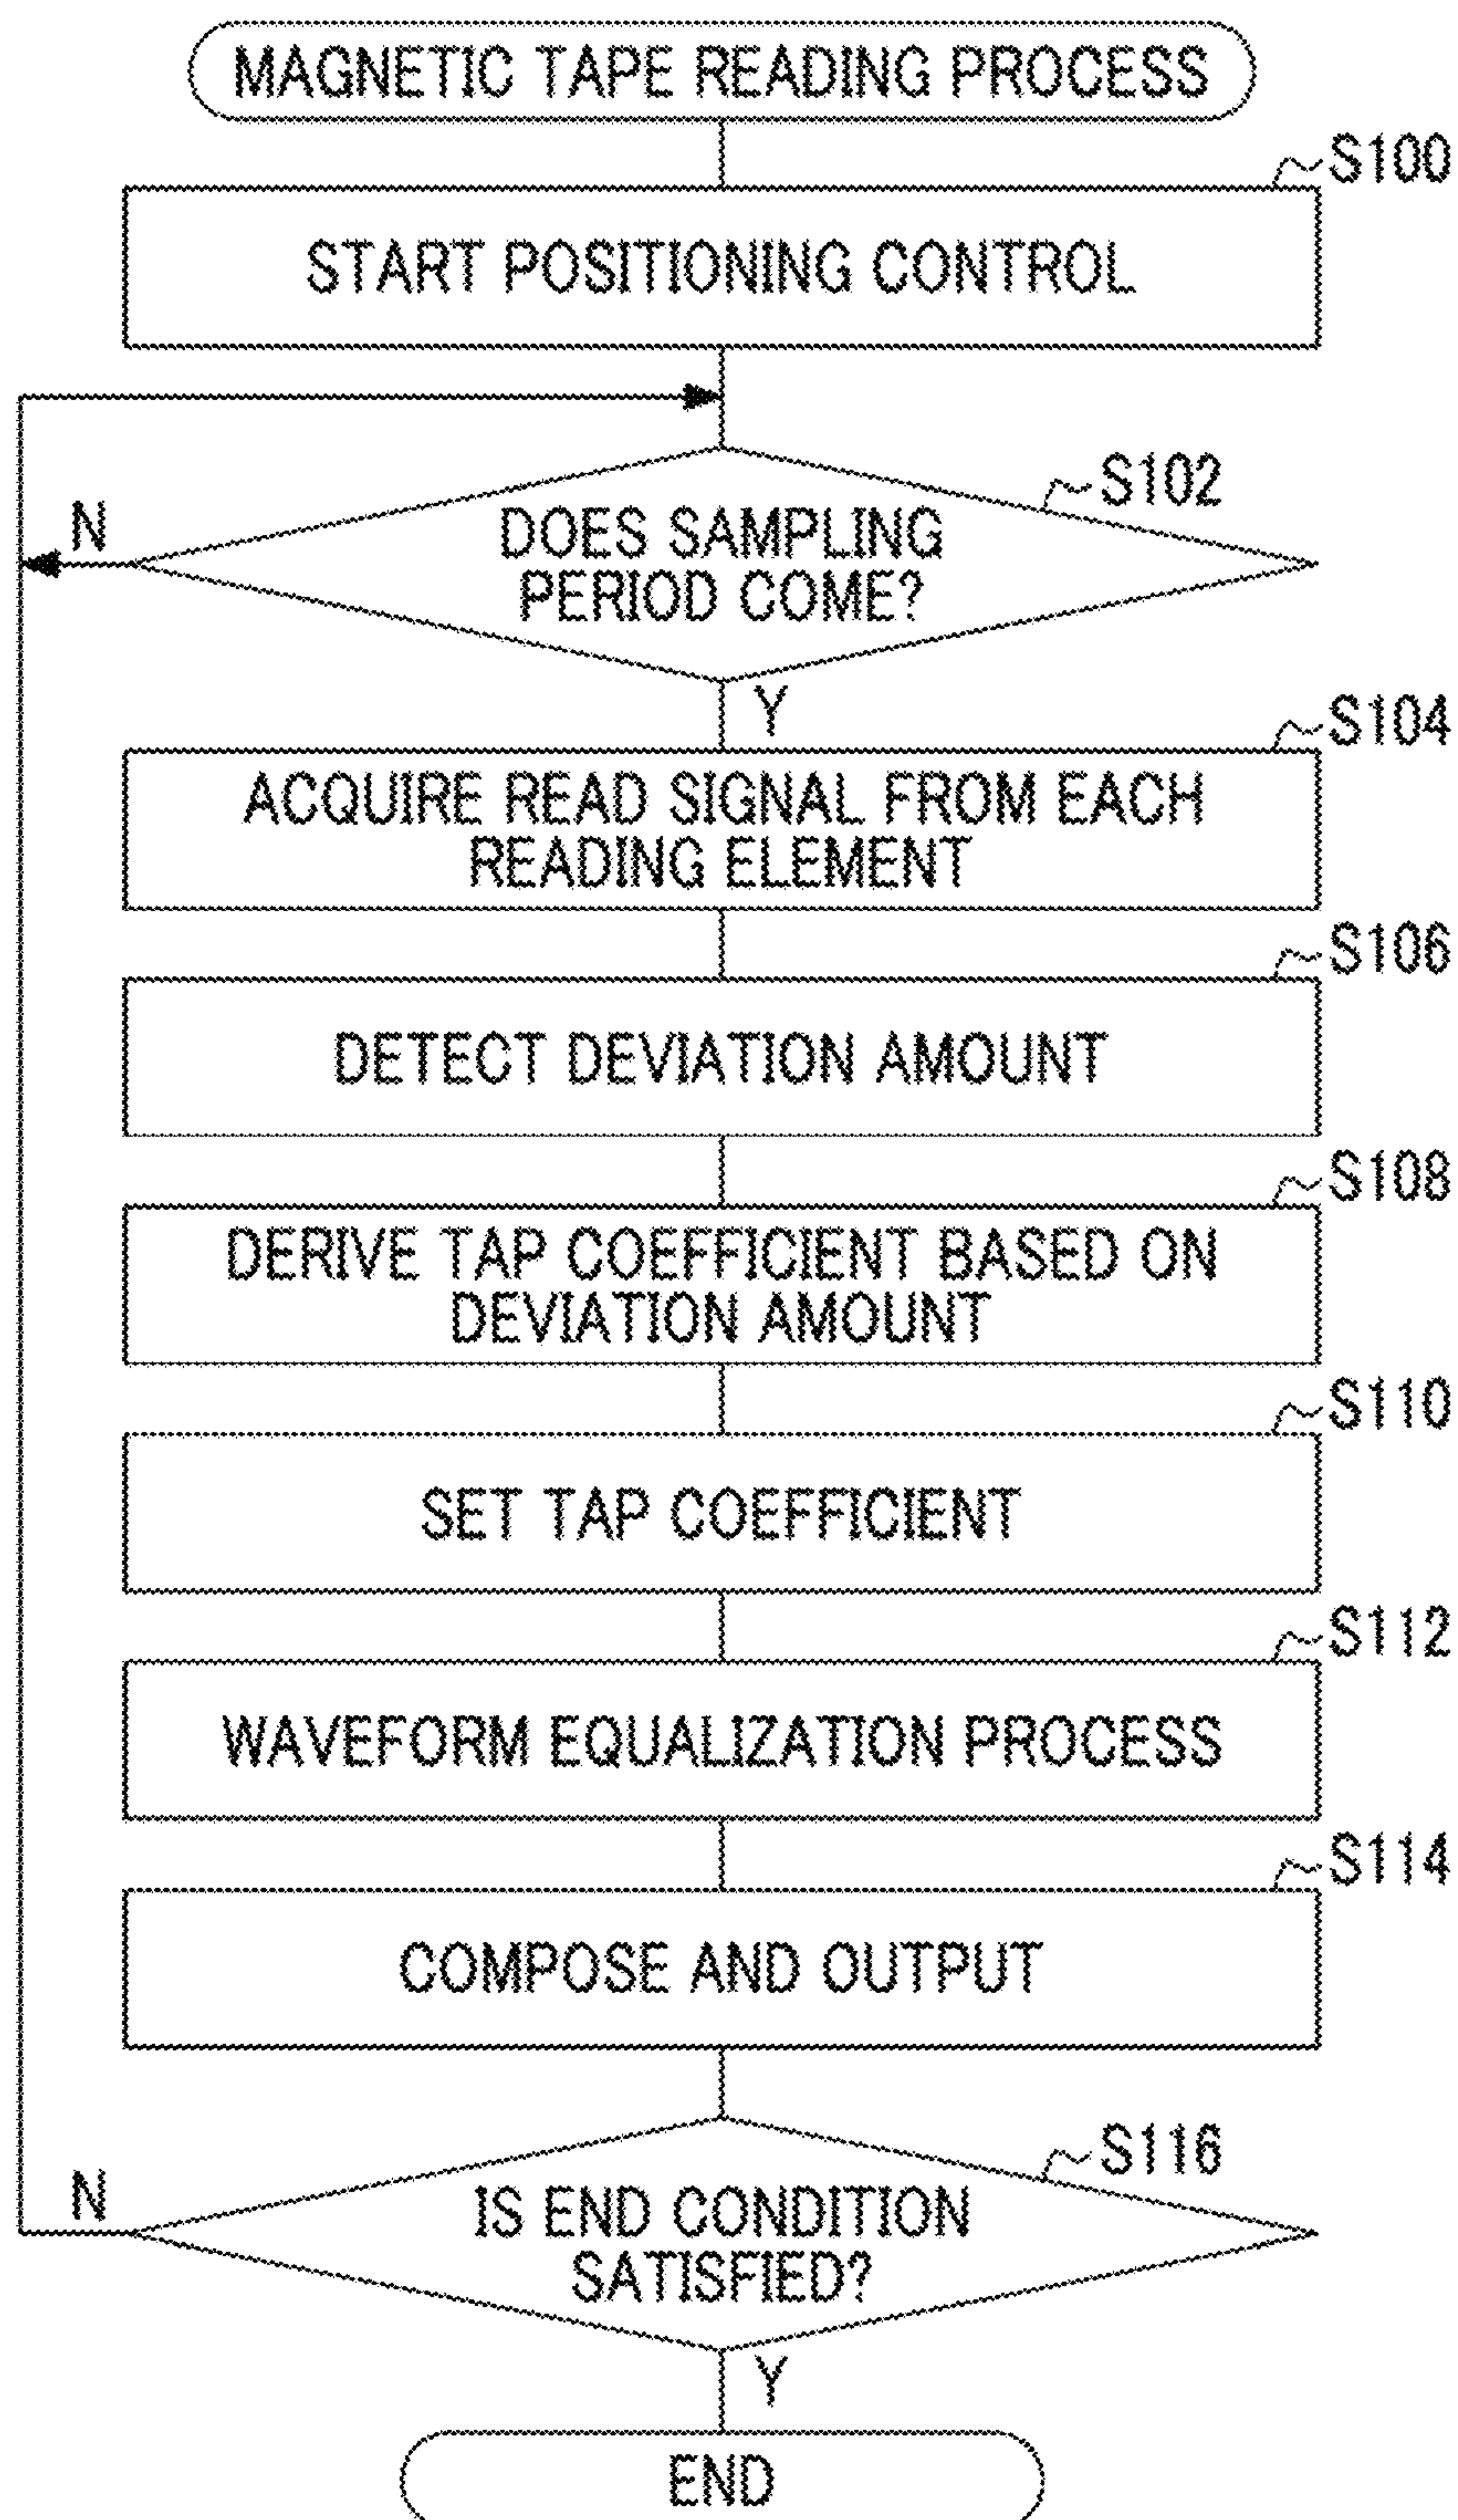 MAGNETIC TAPE READING PROCESS
S100
START POSITIONING CONTROL
S102
N
DOES SAMPLING
PERIOD COME?
Y
S104
ACQUIRE READ SIGNAL FROM EACH
READING ELEMENT
S106
DETECT DEVIATION AMOUNT
S108
DERIVE TAP COEFFICIENT BASED ON
DEVIATION AMOUNT
S110
SET TAP COEFFICIENT
S112
WAVEFORM EQUALIZATION PROCESS
S114
COMPOSE AND OUTPUT
S116
N
IS END CONDITION
SATISFIED?
Y
END